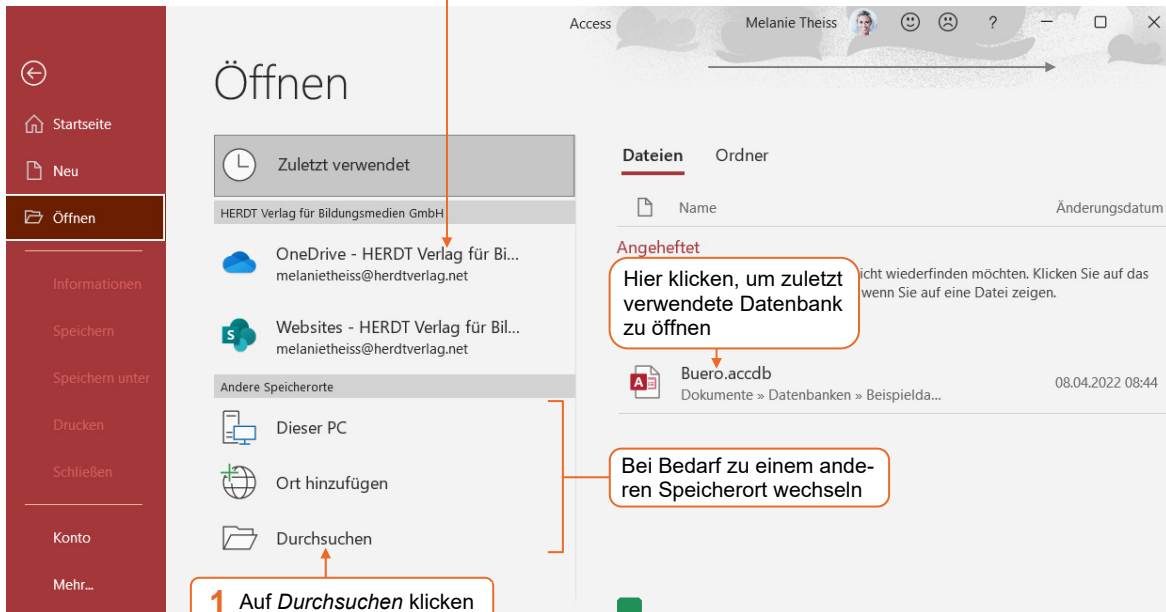 Access
Melanie Theiss
?
Öffnen
Startseite
Neu
Öffnen
Informationen
Speichern
Speichern unter
Drucken
Schließen
Konto
Mehr...
Zuletzt verwendet
HERDT Verlag für Bildungsmedien GmbH
OneDrive - HERDT Verlag für Bi...
melanietheiss@herdtverlag.net
Websites - HERDT Verlag für Bil...
melanietheiss@herdtverlag.net
Andere Speicherorte
Dieser PC
Ort hinzufügen
Durchsuchen
1 Auf Durchsuchen klicken
Dateien Ordner
Name Änderungsdatum
Angeheftet
icht wiederfinden möchten. Klicken Sie auf das
wenn Sie auf eine Datei zeigen.
Hier klicken, um zuletzt
verwendete Datenbank
zu öffnen
Buero.accdb
Dokumente » Datenbanken » Beispielda...
08.04.2022 08:44
Bei Bedarf zu einem ande-
ren Speicherort wechseln